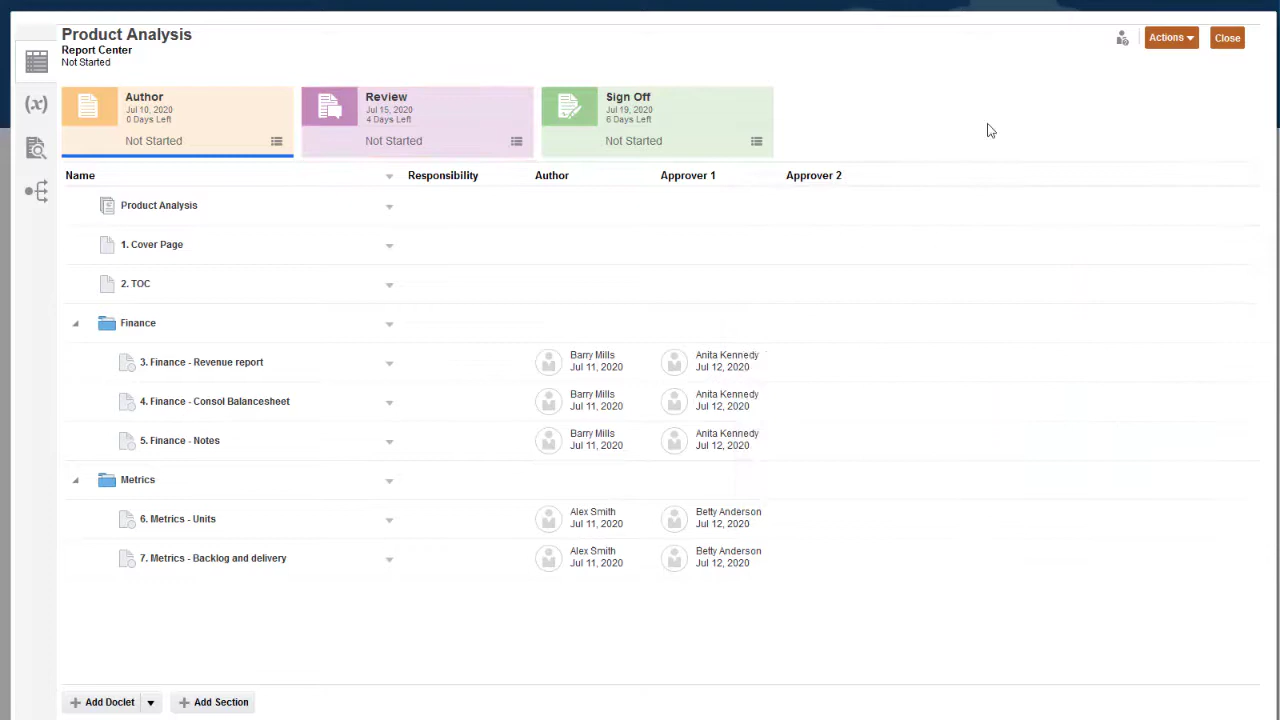 Product Analysis
Report Center
Not Started
Actions
Close
(x)
Author
Jul 10, 2020
0 Days Left
Not Started
Review
Jul 15, 2020
4 Days Left
Not Started
Sign Off
Jul 19, 2020
6 Days Left
Not Started
Name Responsibility Author Approver 1 Approver 2
Product Analysis
1. Cover Page
2. TOC
Finance
3. Finance - Revenue report
Barry Mills
Jul 11, 2020
Anita Kennedy
Jul 12, 2020
4. Finance - Consol Balancesheet
Barry Mills
Jul 11, 2020
Anita Kennedy
Jul 12, 2020
5. Finance - Notes
Barry Mills
Jul 11, 2020
Anita Kennedy
Jul 12, 2020
Metrics
6. Metrics - Units
Alex Smith
Jul 11, 2020
Betty Anderson
Jul 12, 2020
7. Metrics - Backlog and delivery
Alex Smith
Jul 11, 2020
Betty Anderson
Jul 12, 2020
Add Doclet
Add Section